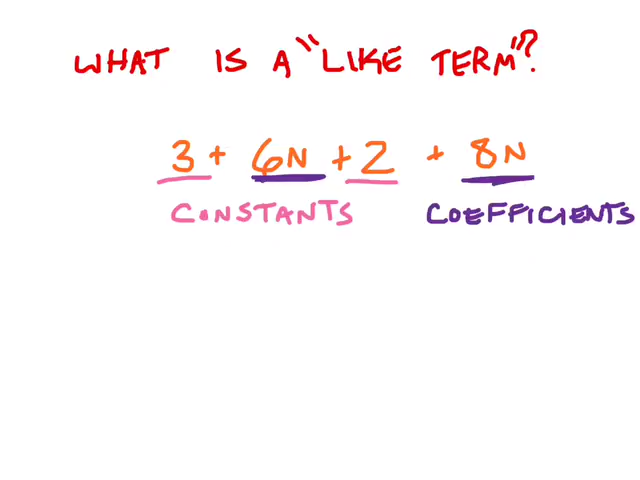 WHAT IS A "LIKE TERM"?
3 + 6N + 2 + 8N
CONSTANTS COEFFICIENTS